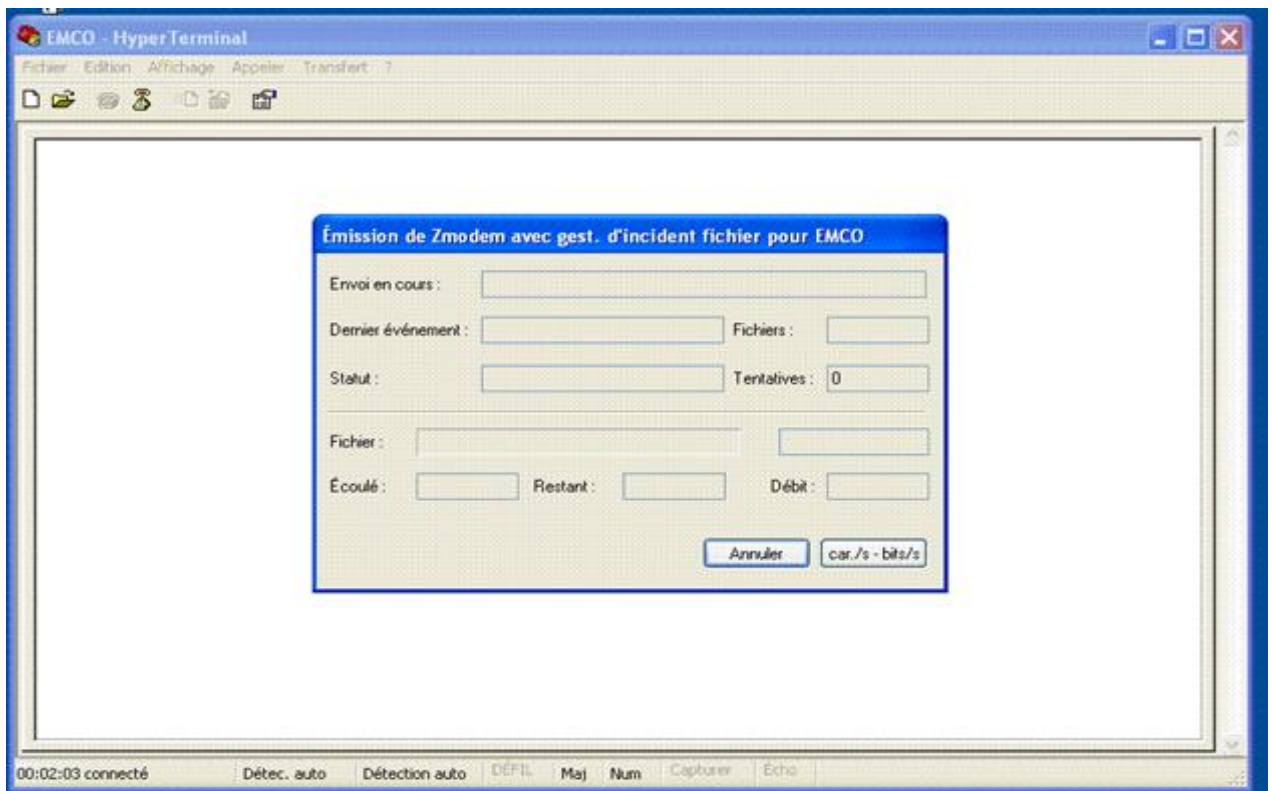 EMCO - HyperTerminal
Fichier Edition Affichage Appeler Transfert ?
Émission de Zmodem avec gest. d'incident fichier pour EMCO
Envoi en cours :
Dernier événement : Fichiers :
Statut : Tentatives : 0
Fichier :
Écoulé : Restant : Débit :
Annuler car./s - bits/s
00:02:03 connecté Détec. auto Détection auto DÉFIL Maj Num Capturer Écho